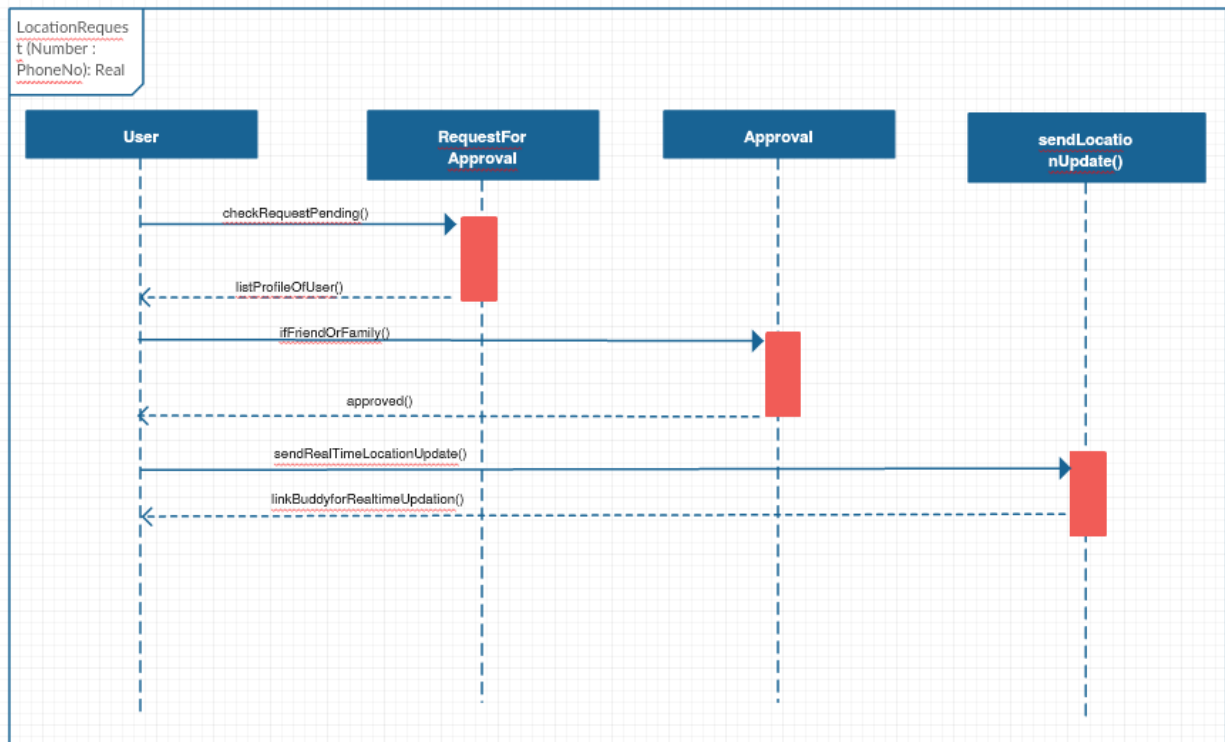 LocationReques
t (Number :
PhoneNo): Real
User
RequestFor
Approval
Approval
sendLocatio
nUpdate()
checkRequestPending()
listProfileOfUser()
ifFriendOrFamily()
approved()
sendRealTimeLocationUpdate()
linkBuddyforRealtimeUpdation()